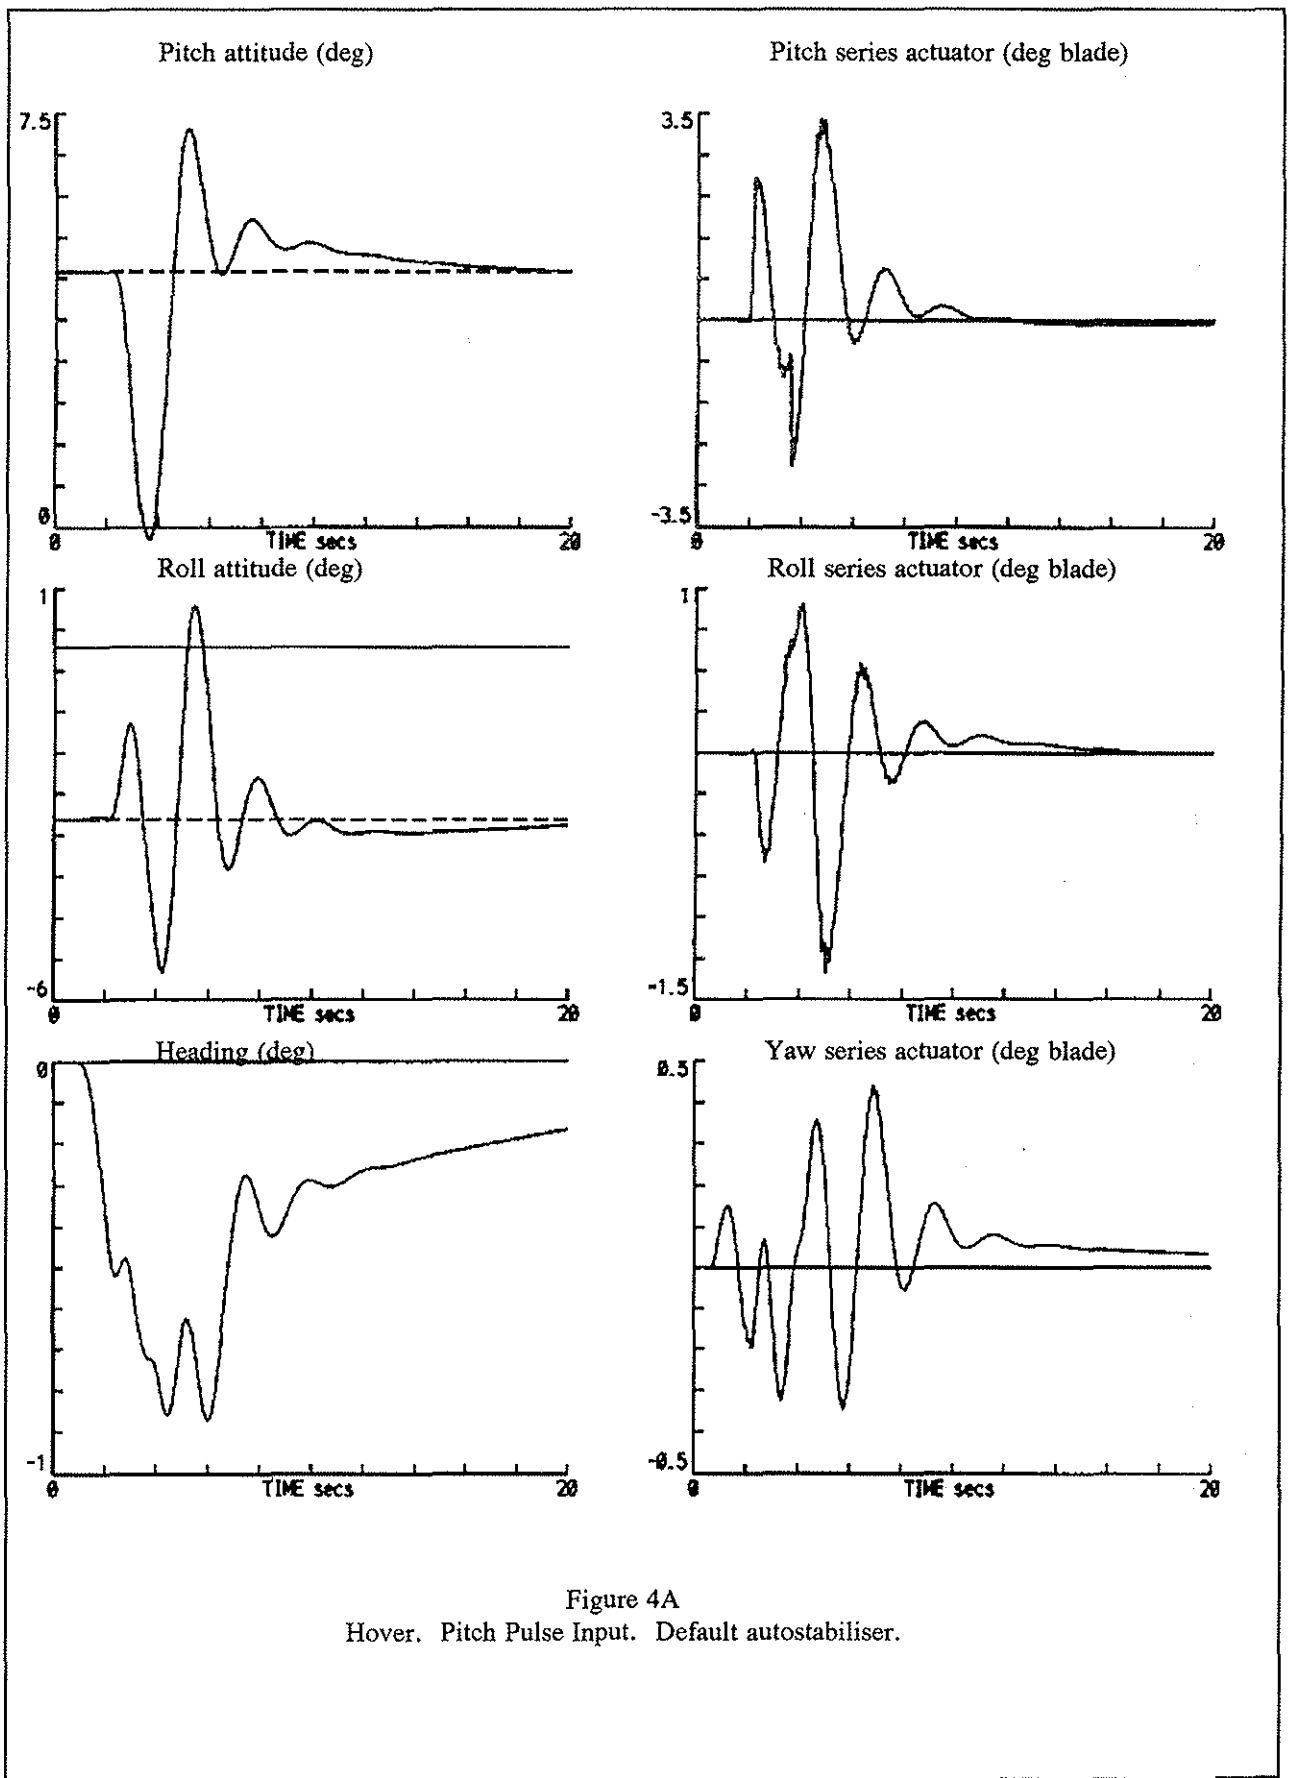 Pitch attitude (deg)
7.5
0
0
TIME secs
20
Pitch series actuator (deg blade)
3.5
-3.5
0
TIME secs
20
Roll attitude (deg)
1
-6
0
TIME secs
20
Roll series actuator (deg blade)
1
-1.5
0
TIME secs
20
Heading (deg)
0
-1
0
TIME secs
20
Yaw series actuator (deg blade)
0.5
-0.5
0
TIME secs
20
Figure 4A
Hover. Pitch Pulse Input. Default autostabiliser.